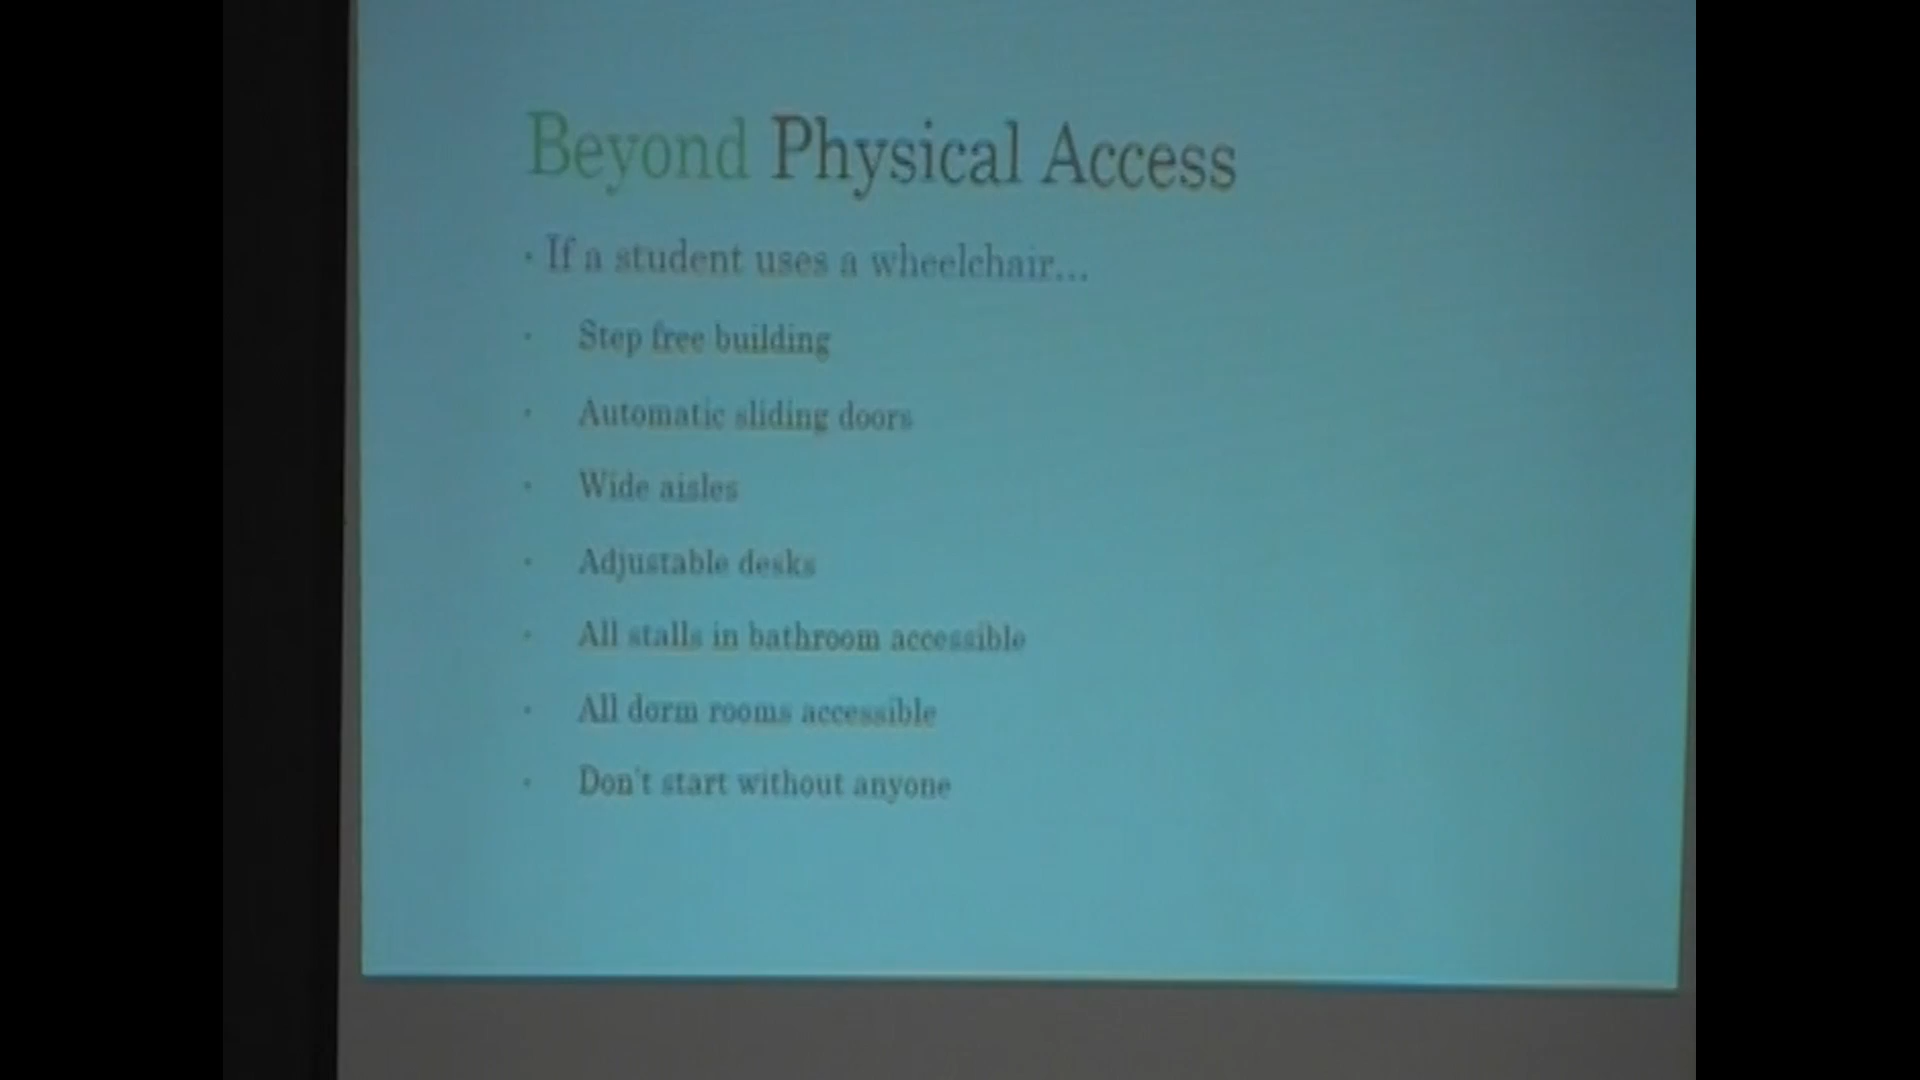 Beyond Physical Access
· If a student uses a wheelchair...
· Step free building
· Automatic sliding doors
· Wide aisles
· Adjustable desks
· All stalls in bathroom accessible
· All dorm rooms accessible
· Don't start without anyone